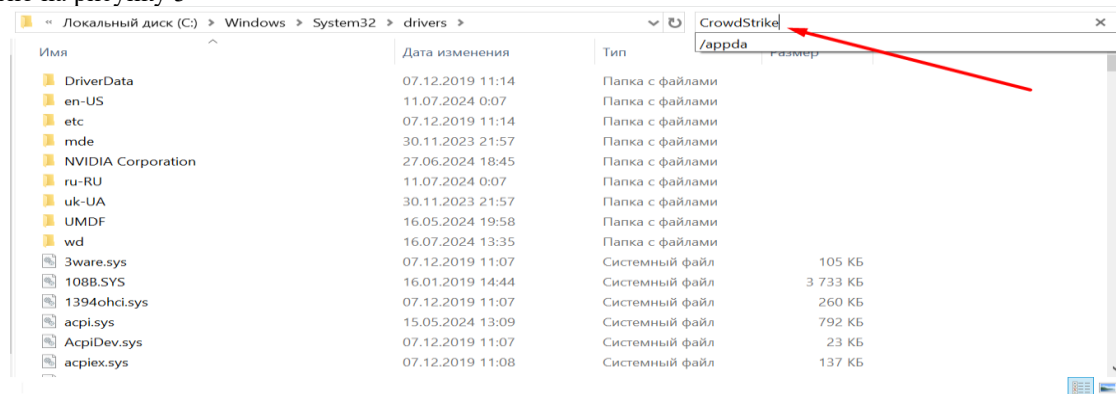 но на рисунку 3
« Локальный диск (C:) > Windows > System32 > drivers > CrowdStrike
/appda
Имя Дата изменения Тип Размер
DriverData 07.12.2019 11:14 Папка с файлами
en-US 11.07.2024 0:07 Папка с файлами
etc 07.12.2019 11:14 Папка с файлами
mde 30.11.2023 21:57 Папка с файлами
NVIDIA Corporation 27.06.2024 18:45 Папка с файлами
ru-RU 11.07.2024 0:07 Папка с файлами
uk-UA 30.11.2023 21:57 Папка с файлами
UMDF 16.05.2024 19:58 Папка с файлами
wd 16.07.2024 13:35 Папка с файлами
3ware.sys 07.12.2019 11:07 Системный файл 105 КБ
108B.SYS 16.01.2019 14:44 Системный файл 3 733 КБ
1394ohci.sys 07.12.2019 11:07 Системный файл 260 КБ
acpi.sys 15.05.2024 13:09 Системный файл 792 КБ
AcpiDev.sys 07.12.2019 11:07 Системный файл 23 КБ
acpiex.sys 07.12.2019 11:08 Системный файл 137 КБ